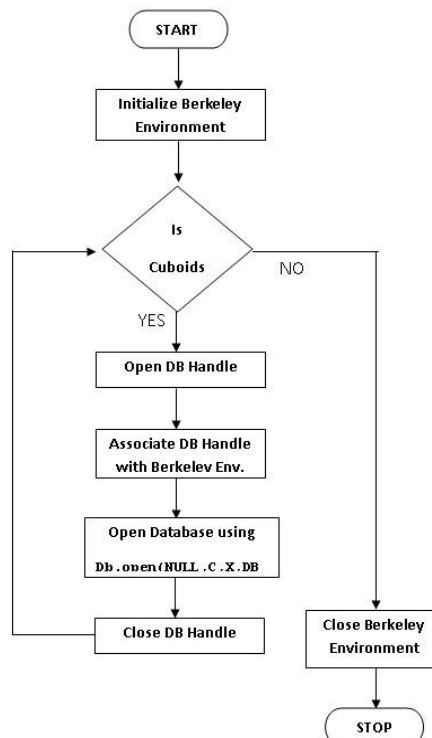 START
Initialize Berkeley
Environment
Is
Cuboids
NO
YES
Open DB Handle
Associate DB Handle
with Berkelev Env.
Open Database using
Db.open(NULL.C.X.DB
Close DB Handle
Close Berkeley
Environment
STOP